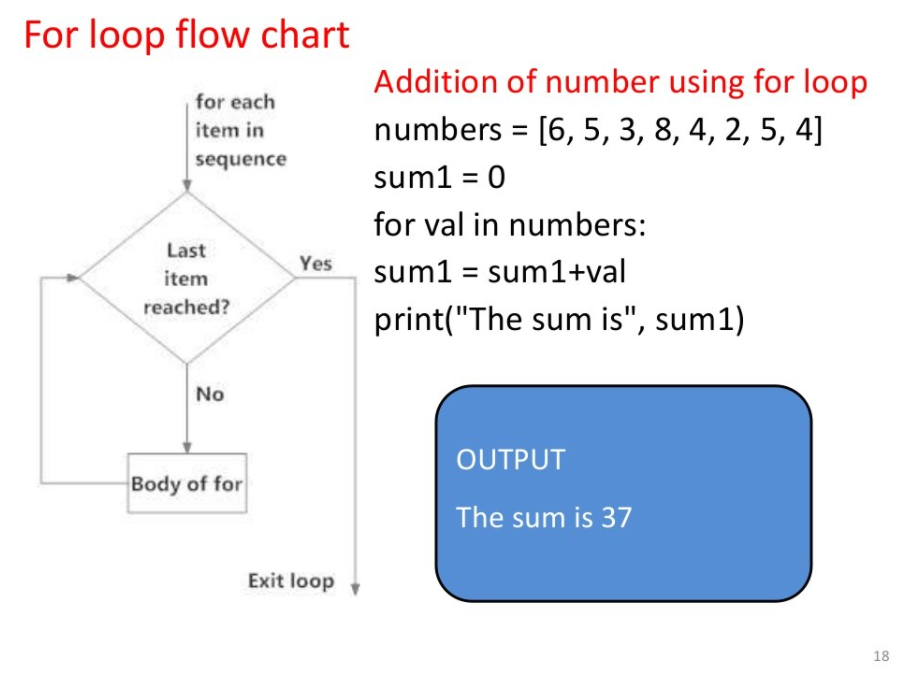 For loop flow chart
for each
item in
sequence
Last
item
reached?
Yes
No
Body of for
Exit loop
Addition of number using for loop
numbers = [6, 5, 3, 8, 4, 2, 5, 4]
sum1 = 0
for val in numbers:
sum1 = sum1+val
print("The sum is", sum1)
OUTPUT
The sum is 37
18